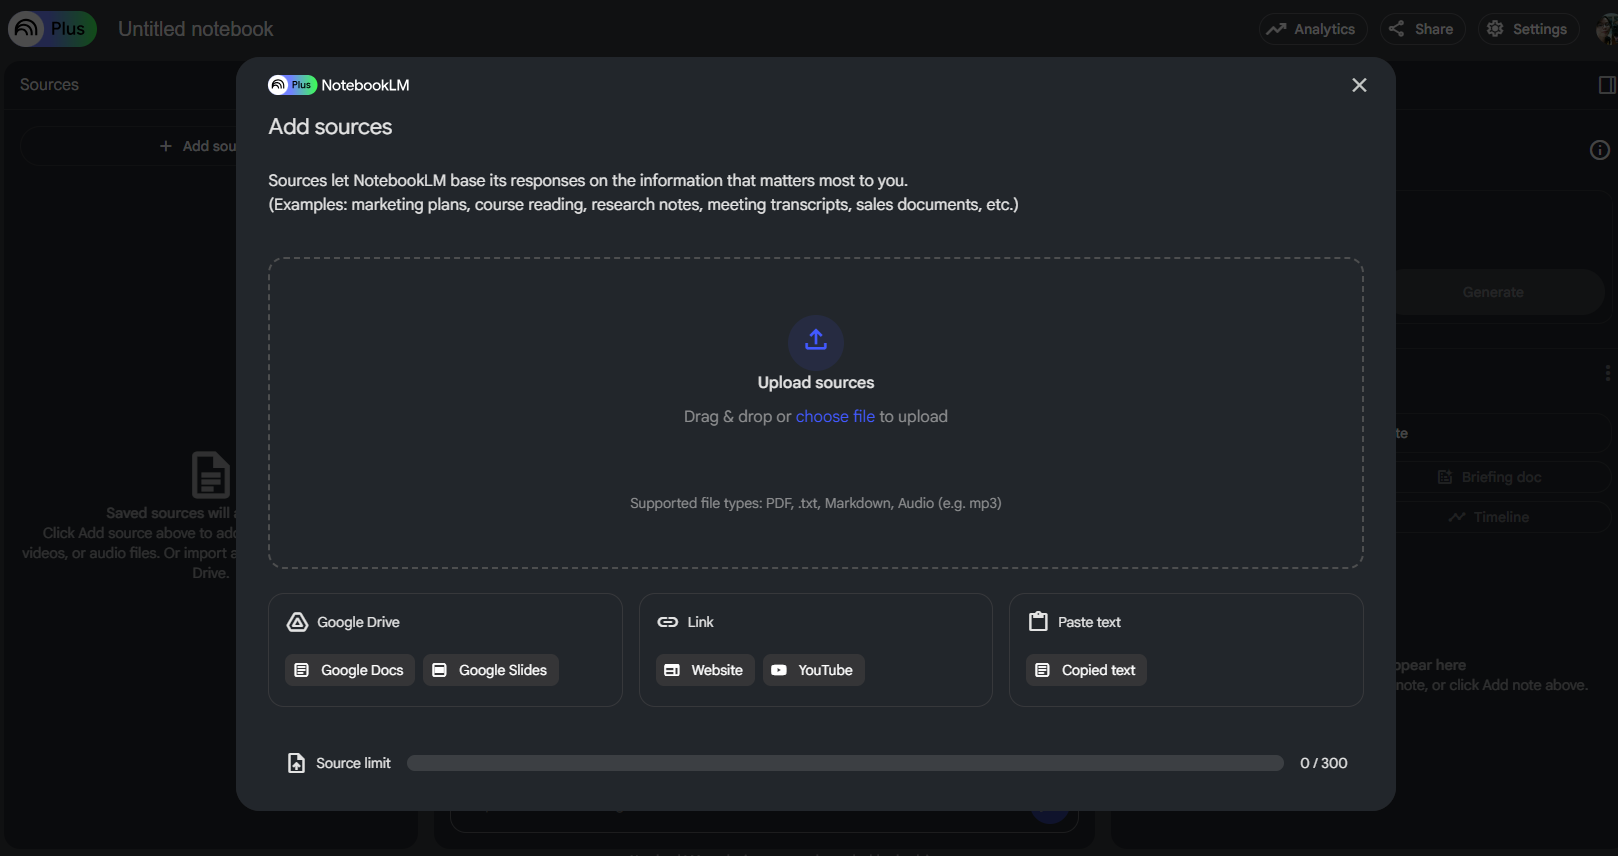 Plus
Untitled notebook
Analytics
Share
Settings
Sources
+ Add sou
Saved sources will
Click Add source above to add
videos, or audio files. Or import a
Drive.
Plus NotebookLM
Add sources
Sources let NotebookLM base its responses on the information that matters most to you.
(Examples: marketing plans, course reading, research notes, meeting transcripts, sales documents, etc.)
Upload sources
Drag & drop or choose file to upload
Supported file types: PDF, .txt, Markdown, Audio (e.g. mp3)
Google Drive
Google Docs
Google Slides
Link
Website
YouTube
Paste text
Copied text
Source limit
0 / 300
Generate
te
Briefing doc
Timeline
ppear here
note, or click Add note above.